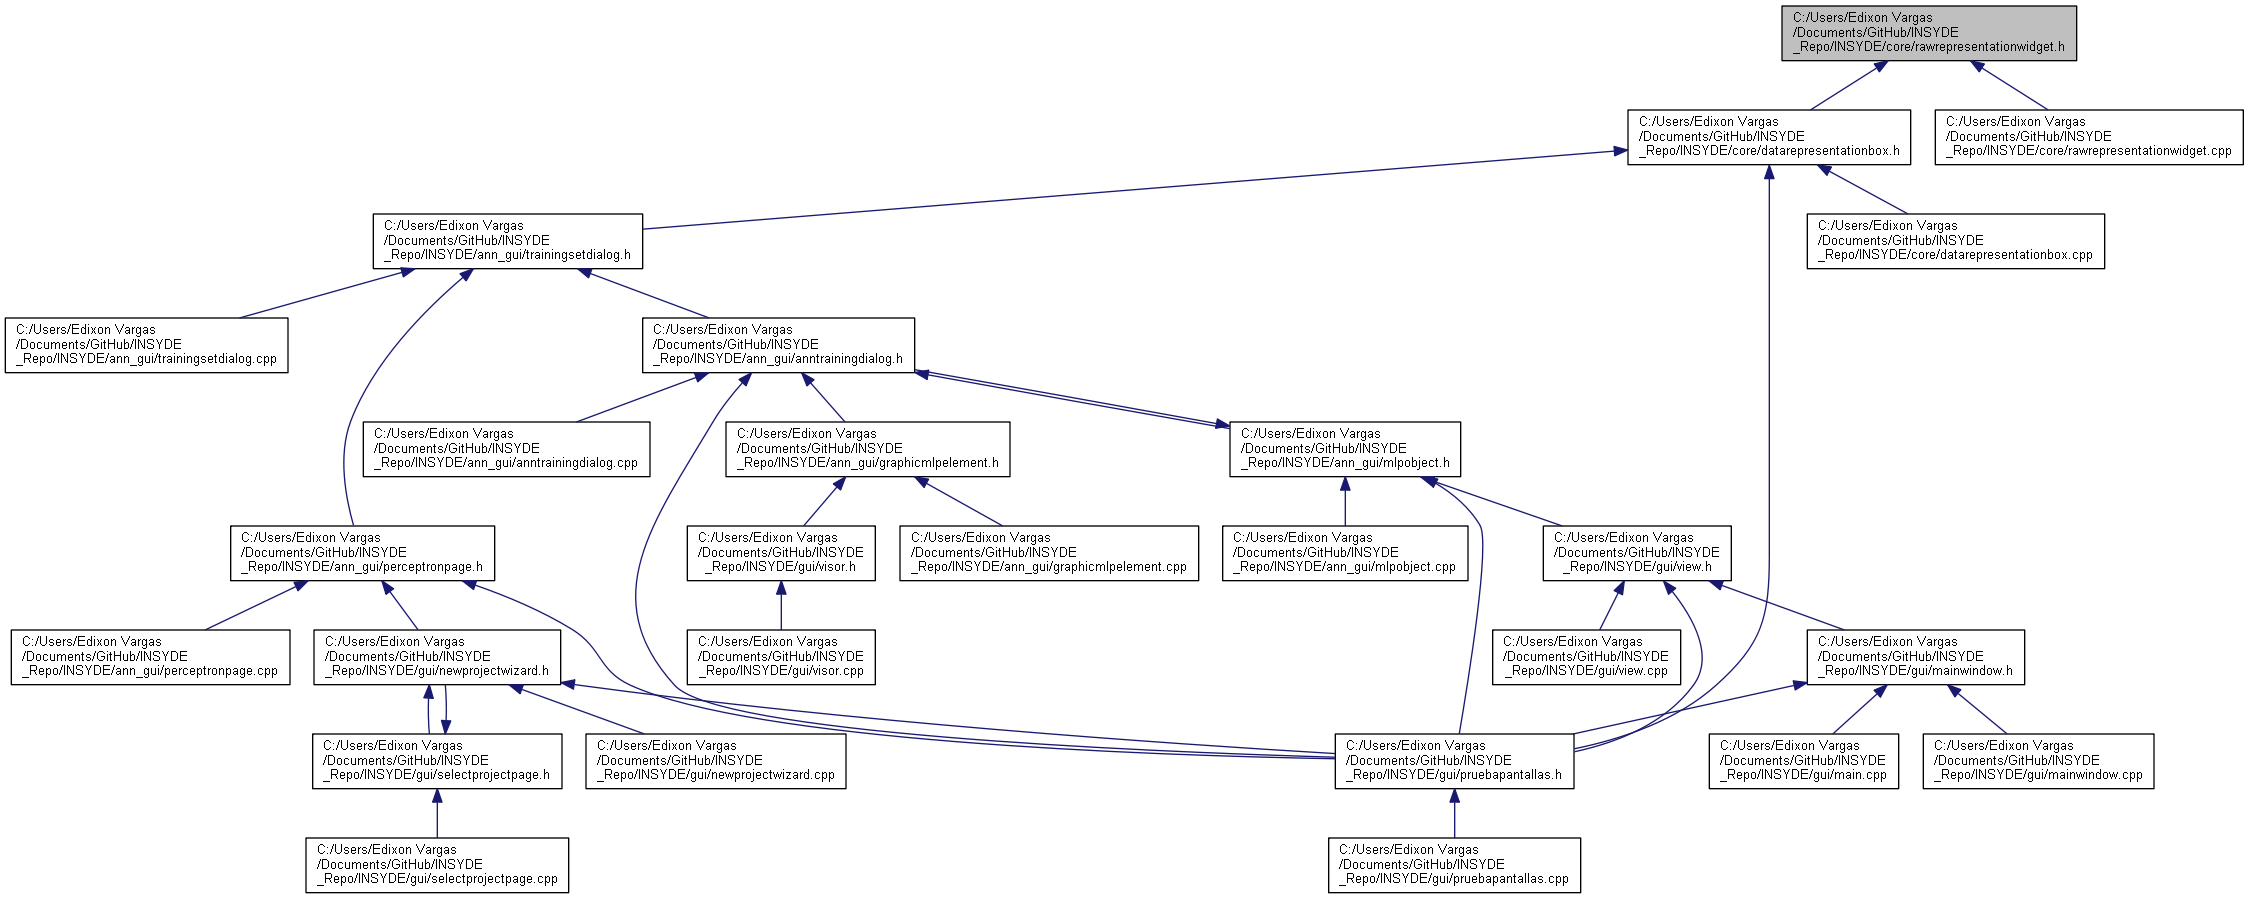 C:/Users/Edixon Vargas
/Documents/GitHub/INSYDE
_Repo/INSYDE/core/rawrepresentationwidget.h
C:/Users/Edixon Vargas
/Documents/GitHub/INSYDE
_Repo/INSYDE/core/datarepresentationbox.h
C:/Users/Edixon Vargas
/Documents/GitHub/INSYDE
_Repo/INSYDE/core/rawrepresentationwidget.cpp
C:/Users/Edixon Vargas
/Documents/GitHub/INSYDE
_Repo/INSYDE/ann_gui/trainingsetdialog.h
C:/Users/Edixon Vargas
/Documents/GitHub/INSYDE
_Repo/INSYDE/core/datarepresentationbox.cpp
C:/Users/Edixon Vargas
/Documents/GitHub/INSYDE
_Repo/INSYDE/ann_gui/trainingsetdialog.cpp
C:/Users/Edixon Vargas
/Documents/GitHub/INSYDE
_Repo/INSYDE/ann_gui/anntrainingdialog.h
C:/Users/Edixon Vargas
/Documents/GitHub/INSYDE
_Repo/INSYDE/ann_gui/anntrainingdialog.cpp
C:/Users/Edixon Vargas
/Documents/GitHub/INSYDE
_Repo/INSYDE/ann_gui/graphicmlpelement.h
C:/Users/Edixon Vargas
/Documents/GitHub/INSYDE
_Repo/INSYDE/ann_gui/mlpobject.h
C:/Users/Edixon Vargas
/Documents/GitHub/INSYDE
_Repo/INSYDE/ann_gui/perceptronpage.h
C:/Users/Edixon Vargas
/Documents/GitHub/INSYDE
_Repo/INSYDE/gui/visor.h
C:/Users/Edixon Vargas
/Documents/GitHub/INSYDE
_Repo/INSYDE/ann_gui/graphicmlpelement.cpp
C:/Users/Edixon Vargas
/Documents/GitHub/INSYDE
_Repo/INSYDE/ann_gui/mlpobject.cpp
C:/Users/Edixon Vargas
/Documents/GitHub/INSYDE
_Repo/INSYDE/gui/view.h
C:/Users/Edixon Vargas
/Documents/GitHub/INSYDE
_Repo/INSYDE/ann_gui/perceptronpage.cpp
C:/Users/Edixon Vargas
/Documents/GitHub/INSYDE
_Repo/INSYDE/gui/newprojectwizard.h
C:/Users/Edixon Vargas
/Documents/GitHub/INSYDE
_Repo/INSYDE/gui/visor.cpp
C:/Users/Edixon Vargas
/Documents/GitHub/INSYDE
_Repo/INSYDE/gui/view.cpp
C:/Users/Edixon Vargas
/Documents/GitHub/INSYDE
_Repo/INSYDE/gui/mainwindow.h
C:/Users/Edixon Vargas
/Documents/GitHub/INSYDE
_Repo/INSYDE/gui/selectprojectpage.h
C:/Users/Edixon Vargas
/Documents/GitHub/INSYDE
_Repo/INSYDE/gui/newprojectwizard.cpp
C:/Users/Edixon Vargas
/Documents/GitHub/INSYDE
_Repo/INSYDE/gui/pruebapantallas.h
C:/Users/Edixon Vargas
/Documents/GitHub/INSYDE
_Repo/INSYDE/gui/main.cpp
C:/Users/Edixon Vargas
/Documents/GitHub/INSYDE
_Repo/INSYDE/gui/mainwindow.cpp
C:/Users/Edixon Vargas
/Documents/GitHub/INSYDE
_Repo/INSYDE/gui/selectprojectpage.cpp
C:/Users/Edixon Vargas
/Documents/GitHub/INSYDE
_Repo/INSYDE/gui/pruebapantallas.cpp